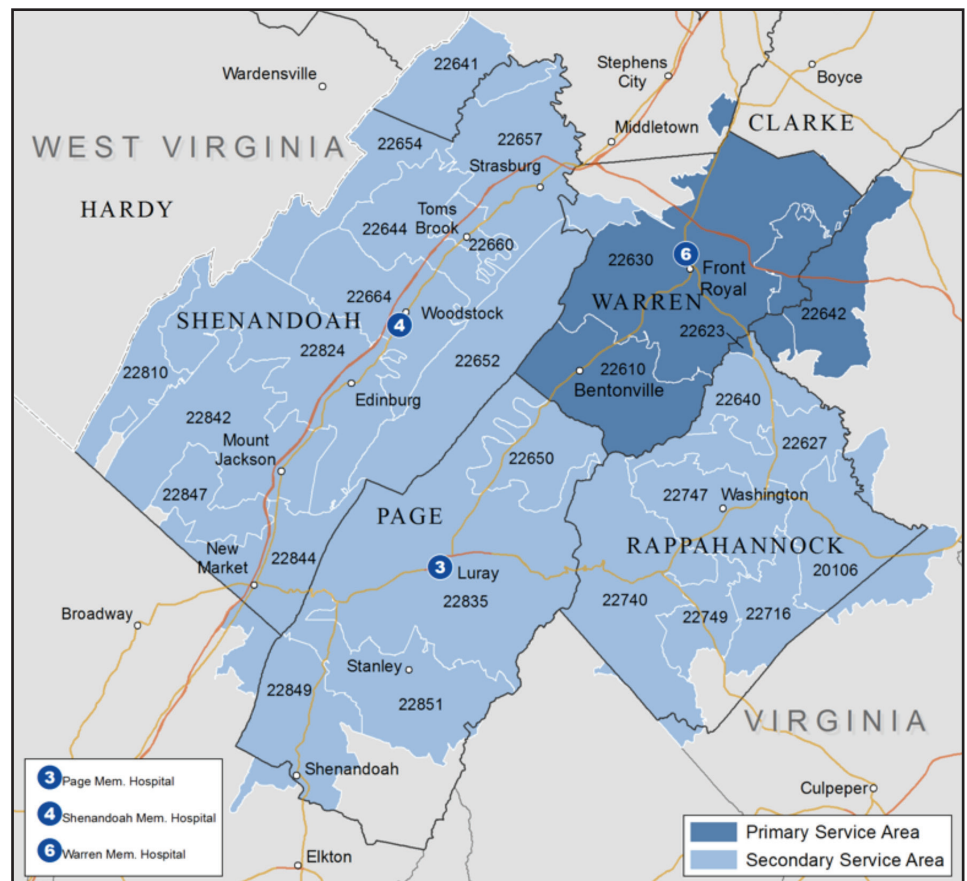 22641
Wardensville
Stephens
City
Boyce
WEST VIRGINIA
22654
22657
Middletown
CLARKE
Strasburg
HARDY
Toms
Brook
22644
22660
22630
6
Front
Royal
22664
WARREN
SHENANDOAH
4
Woodstock
22623
22642
22824
22652
22810
22610
Bentonville
Edinburg
22640
22842
22627
Mount
Jackson
22650
22847
22747
Washington
PAGE
RAPPAHANNOCK
New
Market
22844
3
Luray
20106
22835
22740
22749
22716
Broadway
Stanley
22849
22851
VIRGINIA
Shenandoah
Culpeper
Elkton
3 Page Mem. Hospital
4 Shenandoah Mem. Hospital
6 Warren Mem. Hospital
Primary Service Area
Secondary Service Area